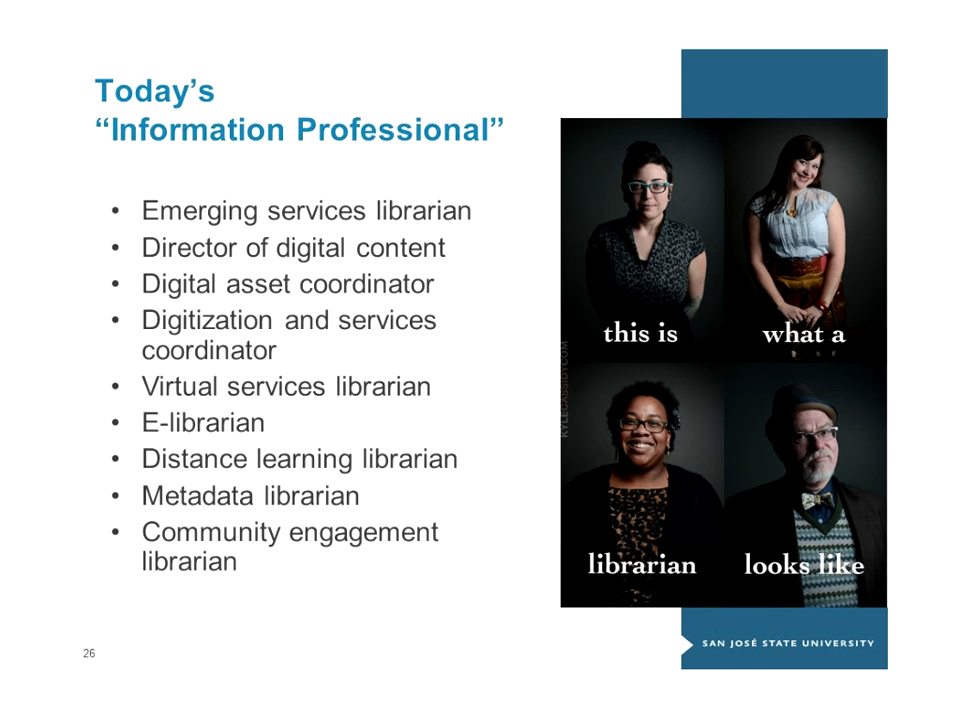 Today’s
“Information Professional”
• Emerging services librarian
• Director of digital content
• Digital asset coordinator
• Digitization and services
coordinator
• Virtual services librarian
• E-librarian
• Distance learning librarian
• Metadata librarian
• Community engagement
librarian
this is
what a
KYLECASSIDY.COM
librarian
looks like
26
SAN JOSÉ STATE UNIVERSITY